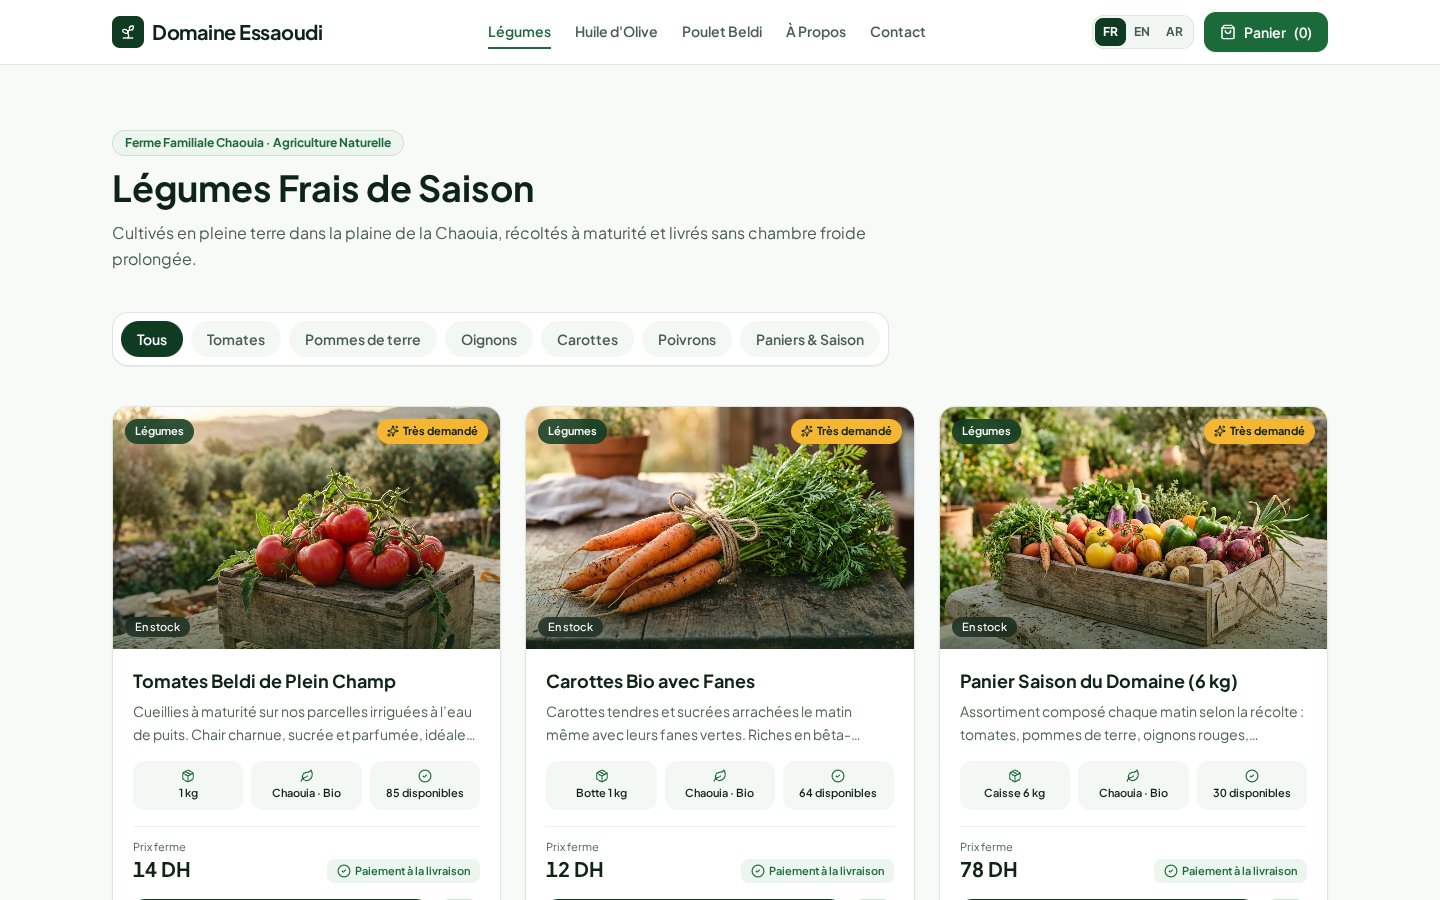 Domaine Essaoudi
Légumes
Huile d'Olive
Poulet Beldi
À Propos
Contact
FR
EN
AR
Panier (0)
Ferme Familiale Chaouia · Agriculture Naturelle
Légumes Frais de Saison
Cultivés en pleine terre dans la plaine de la Chaouia, récoltés à maturité et livrés sans chambre froide
prolongée.
Tous
Tomates
Pommes de terre
Oignons
Carottes
Poivrons
Paniers & Saison
Légumes
Très demandé
En stock
Tomates Beldi de Plein Champ
Cueillies à maturité sur nos parcelles irriguées à l'eau
de puits. Chair charnue, sucrée et parfumée, idéale…
1 kg
Chaouia · Bio
85 disponibles
Prix ferme
14 DH
Paiement à la livraison
Légumes
Très demandé
En stock
Carottes Bio avec Fanes
Carottes tendres et sucrées arrachées le matin
même avec leurs fanes vertes. Riches en bêta-…
Botte 1 kg
Chaouia · Bio
64 disponibles
Prix ferme
12 DH
Paiement à la livraison
Légumes
Très demandé
En stock
Panier Saison du Domaine (6 kg)
Assortiment composé chaque matin selon la récolte :
tomates, pommes de terre, oignons rouges,…
Caisse 6 kg
Chaouia · Bio
30 disponibles
Prix ferme
78 DH
Paiement à la livraison